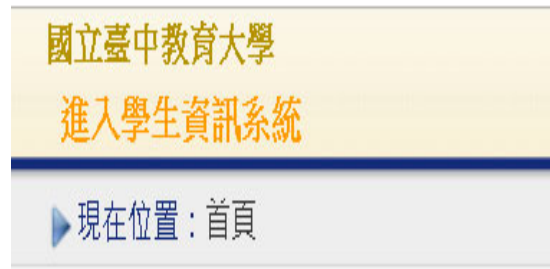 國立臺中教育大學
進入學生資訊系統
現在位置：首頁